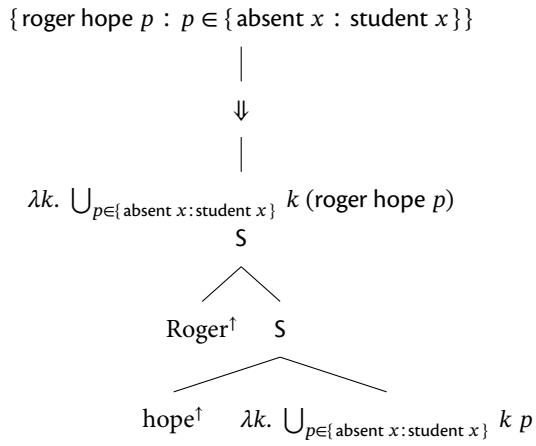 {roger hope p : p ∈ {absent x : student x}}
⇓
λk. ⋃p∈{absent x:student x} k (roger hope p)
S
Roger↑ S
hope↑ λk. ⋃p∈{absent x:student x} k p